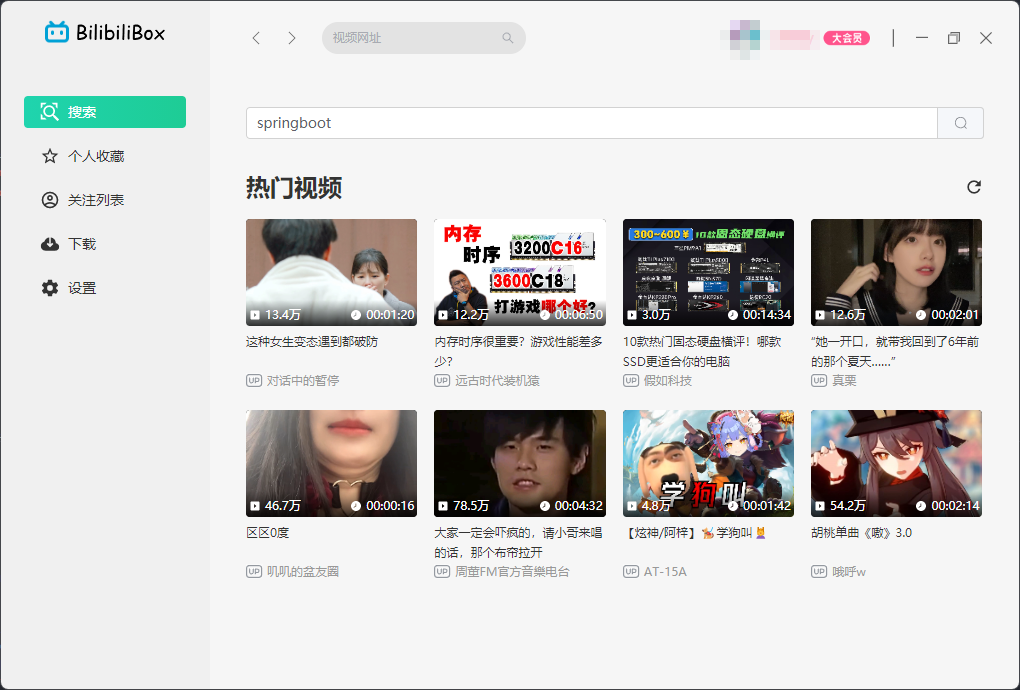 BilibiliBox
视频网址
大会员
搜索
个人收藏
关注列表
下载
设置
springboot
热门视频
13.4万
00:01:20
这种女生变态遇到都破防
UP 对话中的暂停
内存
时序
3200C16
3600C18
打游戏哪个好?
12.2万
00:06:50
内存时序很重要？游戏性能差多
少？
UP 远古时代装机猿
300~600¥ 10款固态硬盘横评
3.0万
00:14:34
10款热门固态硬盘横评！哪款
SSD更适合你的电脑
UP 假如科技
12.6万
00:02:01
“她一开口，就带我回到了6年前
的那个夏天……”
UP 真栗
46.7万
00:00:16
区区0度
UP 叽叽的盆友圈
78.5万
00:04:32
大家一定会吓疯的，请小哥来唱
的话，那个布帘拉开
UP 周董FM官方音樂电台
学狗叫
4.8万
00:01:42
【炫神/阿梓】学狗叫
UP AT-15A
54.2万
00:02:14
胡桃单曲《嗷》3.0
UP 哦呼w